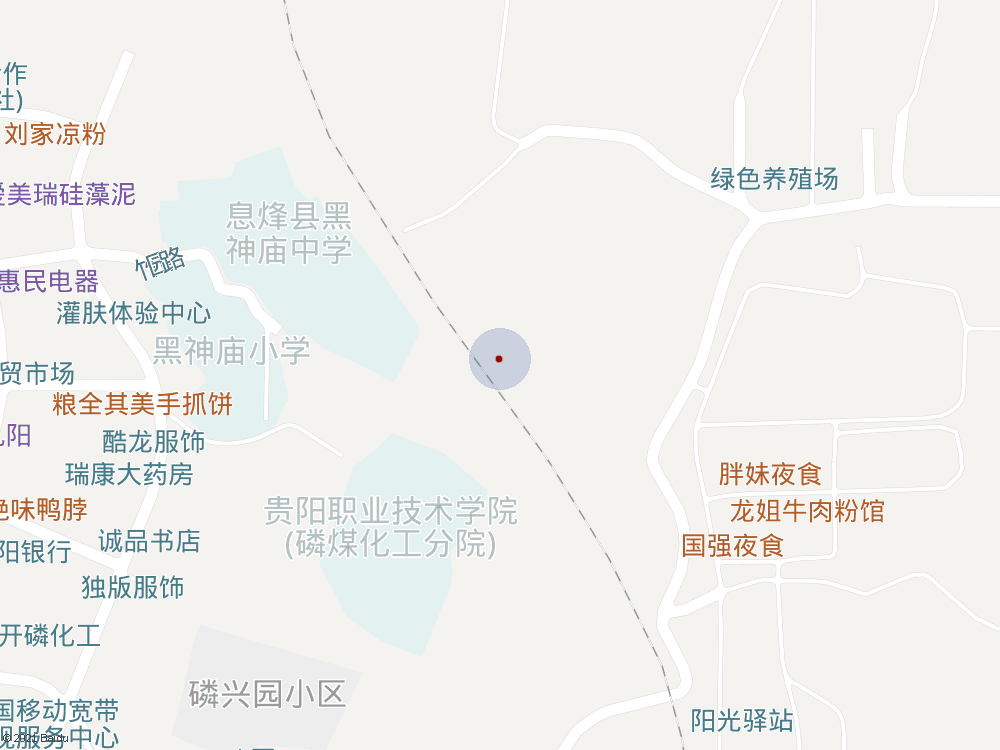 作
社)
刘家凉粉
爱美瑞硅藻泥
绿色养殖场
息烽县黑
神庙中学
惠民电器
灌肤体验中心
黑神庙小学
贸市场
粮全其美手抓饼
阳
酷龙服饰
瑞康大药房
胖妹夜食
绝味鸭脖
龙姐牛肉粉馆
贵阳职业技术学院
(磷煤化工分院)
诚品书店
国强夜食
阳银行
独版服饰
开磷化工
磷兴园小区
国移动宽带
视服务中心
阳光驿站
© 2021 Baidu